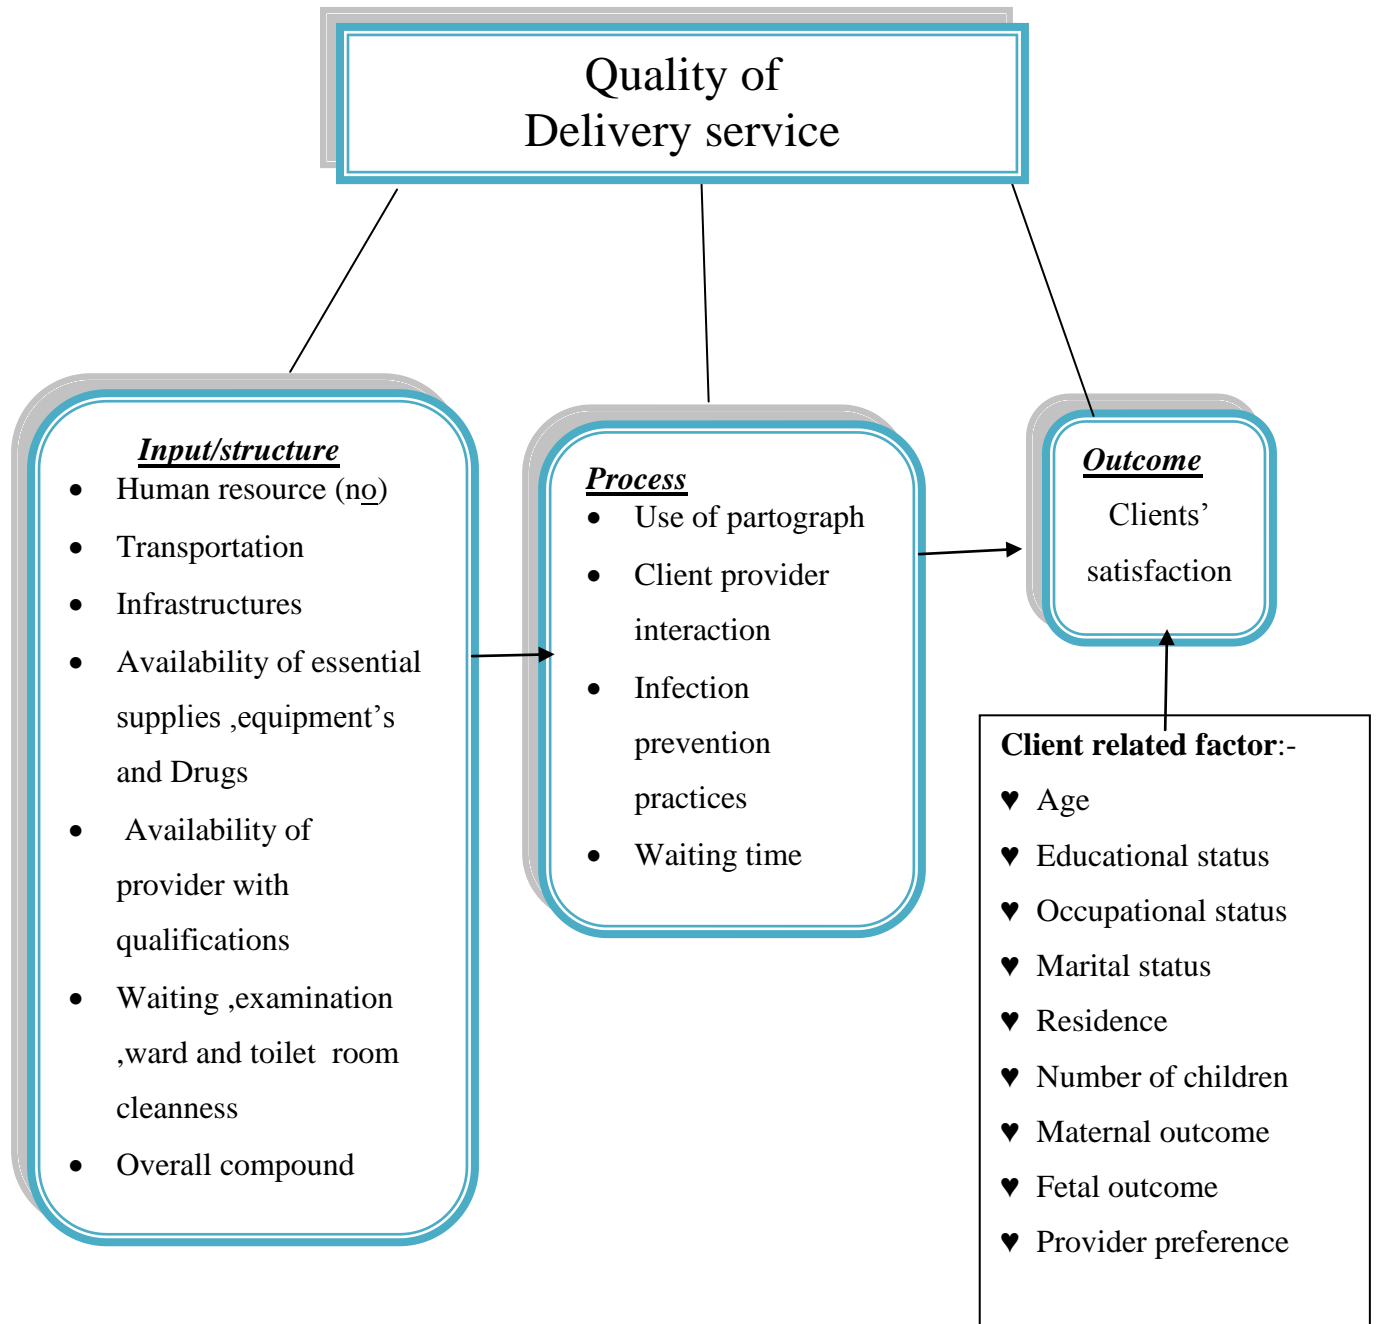 Quality of
Delivery service
Input/structure
• Human resource (no)
• Transportation
• Infrastructures
• Availability of essential
supplies ,equipment’s
and Drugs
• Availability of
provider with
qualifications
• Waiting ,examination
,ward and toilet room
cleanness
• Overall compound
Process
• Use of partograph
• Client provider
interaction
• Infection
prevention
practices
• Waiting time
Outcome
Clients’
satisfaction
Client related factor:-
♥ Age
♥ Educational status
♥ Occupational status
♥ Marital status
♥ Residence
♥ Number of children
♥ Maternal outcome
♥ Fetal outcome
♥ Provider preference